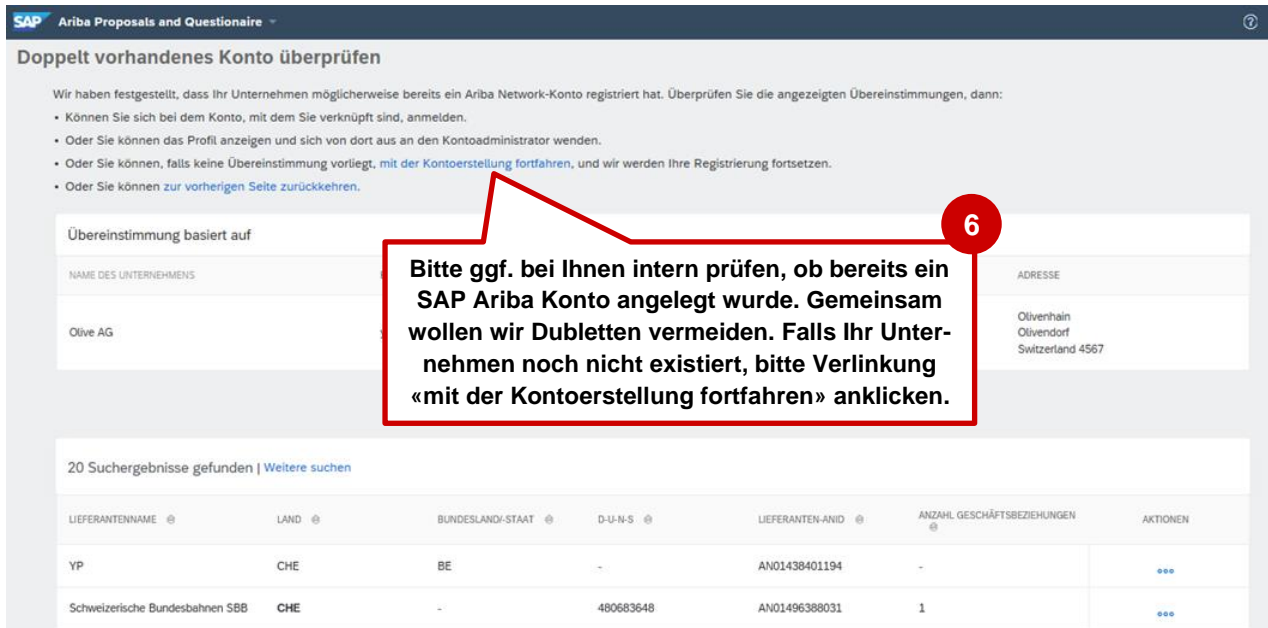 SAP Ariba Proposals and Questionaire
Doppelt vorhandenes Konto überprüfen
Wir haben festgestellt, dass Ihr Unternehmen möglicherweise bereits ein Ariba Network-Konto registriert hat. Überprüfen Sie die angezeigten Übereinstimmungen, dann:
• Können Sie sich bei dem Konto, mit dem Sie verknüpft sind, anmelden.
• Oder Sie können das Profil anzeigen und sich von dort aus an den Kontoadministrator wenden.
• Oder Sie können, falls keine Übereinstimmung vorliegt, mit der Kontoerstellung fortfahren, und wir werden Ihre Registrierung fortsetzen.
• Oder Sie können zur vorherigen Seite zurückkehren.
Übereinstimmung basiert auf
6
Bitte ggf. bei Ihnen intern prüfen, ob bereits ein
SAP Ariba Konto angelegt wurde. Gemeinsam
wollen wir Dubletten vermeiden. Falls Ihr Unter-
nehmen noch nicht existiert, bitte Verlinkung
«mit der Kontoerstellung fortfahren» anklicken.
NAME DES UNTERNEHMENS ADRESSE
Olive AG
Olivenhain
Olivendorf
Switzerland 4567
20 Suchergebnisse gefunden | Weitere suchen
LIEFERANTENNAME LAND BUNDESLAND/-STAAT D-U-N-S LIEFERANTEN-ANID ANZAHL GESCHÄFTSBEZIEHUNGEN AKTIONEN
YP CHE BE - AN01438401194 -
Schweizerische Bundesbahnen SBB CHE - 480683648 AN01496388031 1